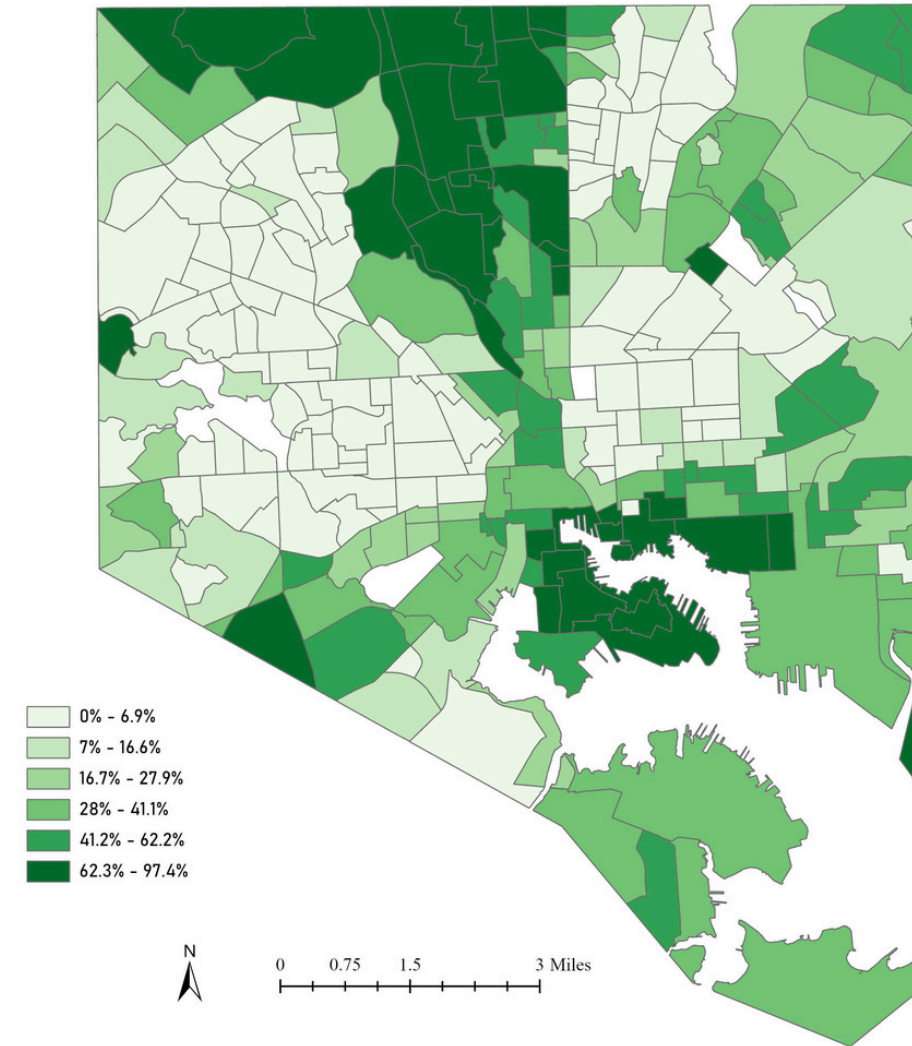 0% - 6.9%
7% - 16.6%
16.7% - 27.9%
28% - 41.1%
41.2% - 62.2%
62.3% - 97.4%
N
0 0.75 1.5 3 Miles